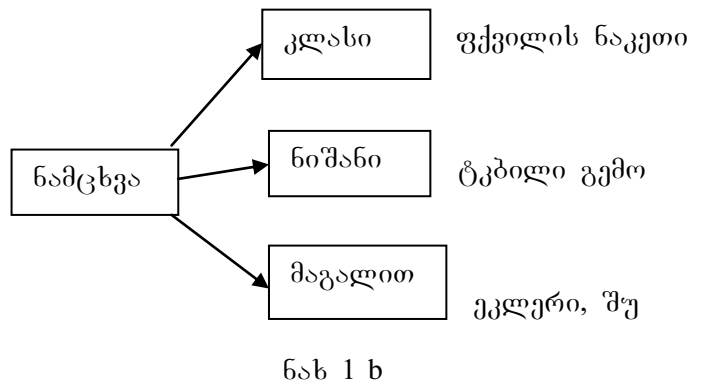 კლასი
ფქვილის ნაკეთი
ნამცხვა
ნიშანი
ტკბილი გემო
მაგალით
ეკლერი, შუ
ნახ 1 b